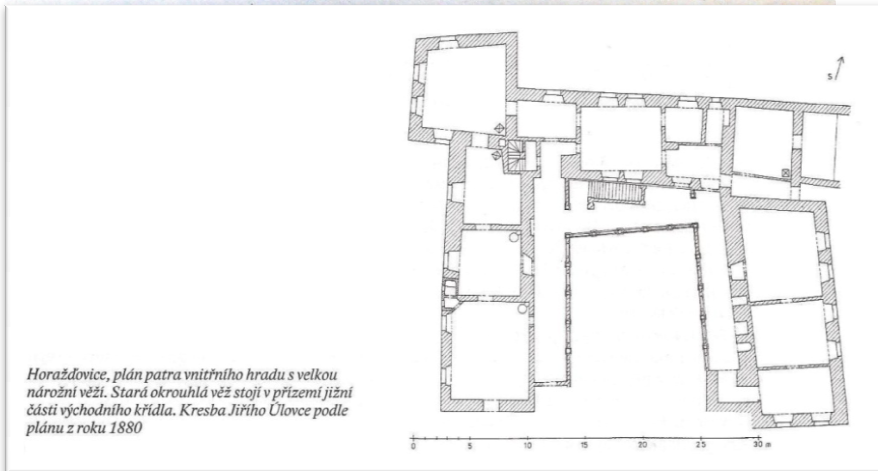 S
Horažďovice, plán patra vnitřního hradu s velkou
nárožní věží. Stará okrouhlá věž stojí v přízemí jižní
části východního křídla. Kresba Jiřího Úlovce podle
plánu z roku 1880
0 5 10 15 20 25 30 m